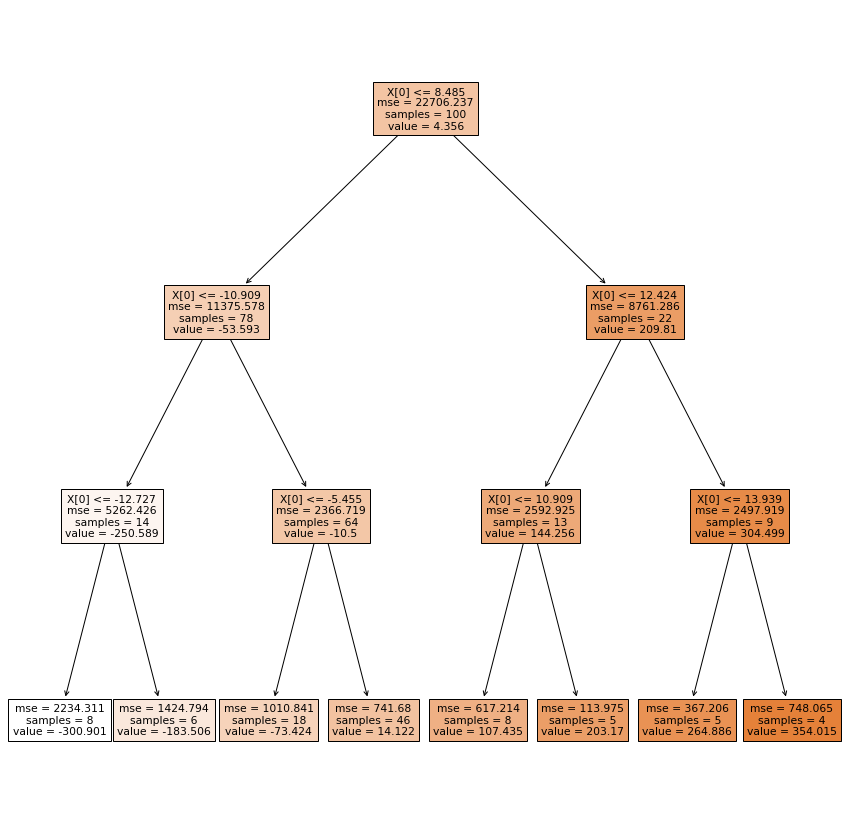 X[0] <= 8.485
mse = 22706.237
samples = 100
value = 4.356
X[0] <= -10.909
mse = 11375.578
samples = 78
value = -53.593
X[0] <= 12.424
mse = 8761.286
samples = 22
value = 209.81
X[0] <= -12.727
mse = 5262.426
samples = 14
value = -250.589
X[0] <= -5.455
mse = 2366.719
samples = 64
value = -10.5
X[0] <= 10.909
mse = 2592.925
samples = 13
value = 144.256
X[0] <= 13.939
mse = 2497.919
samples = 9
value = 304.499
mse = 2234.311
samples = 8
value = -300.901
mse = 1424.794
samples = 6
value = -183.506
mse = 1010.841
samples = 18
value = -73.424
mse = 741.68
samples = 46
value = 14.122
mse = 617.214
samples = 8
value = 107.435
mse = 113.975
samples = 5
value = 203.17
mse = 367.206
samples = 5
value = 264.886
mse = 748.065
samples = 4
value = 354.015